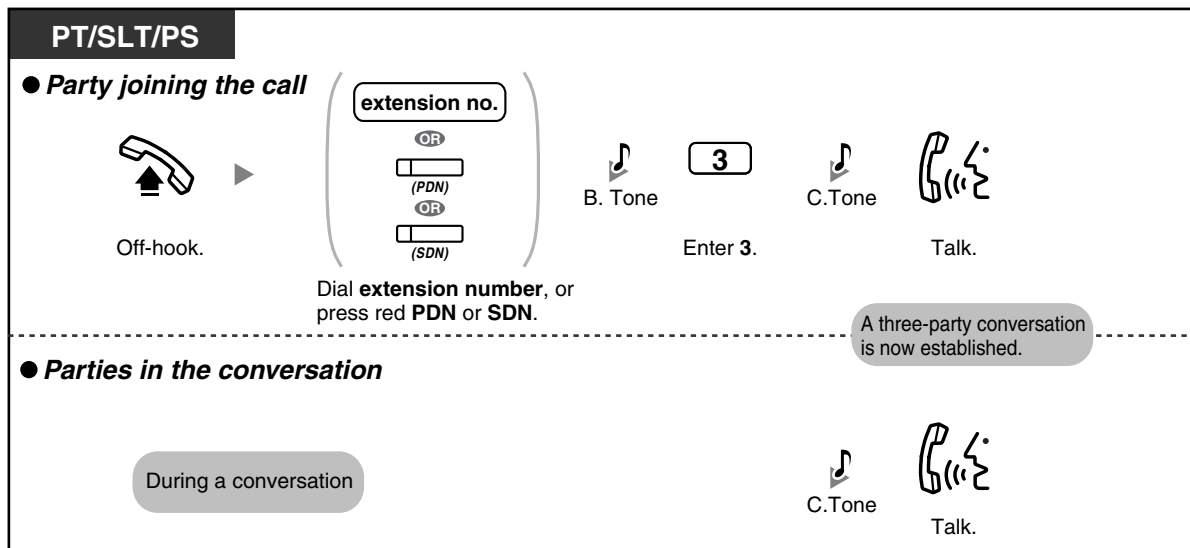 PT/SLT/PS
● Party joining the call
extension no.
OR
(PDN)
OR
(SDN)
B. Tone
3
C.Tone
Off-hook.
Enter 3.
Talk.
Dial extension number, or
press red PDN or SDN.
A three-party conversation
is now established.
● Parties in the conversation
During a conversation
C.Tone
Talk.